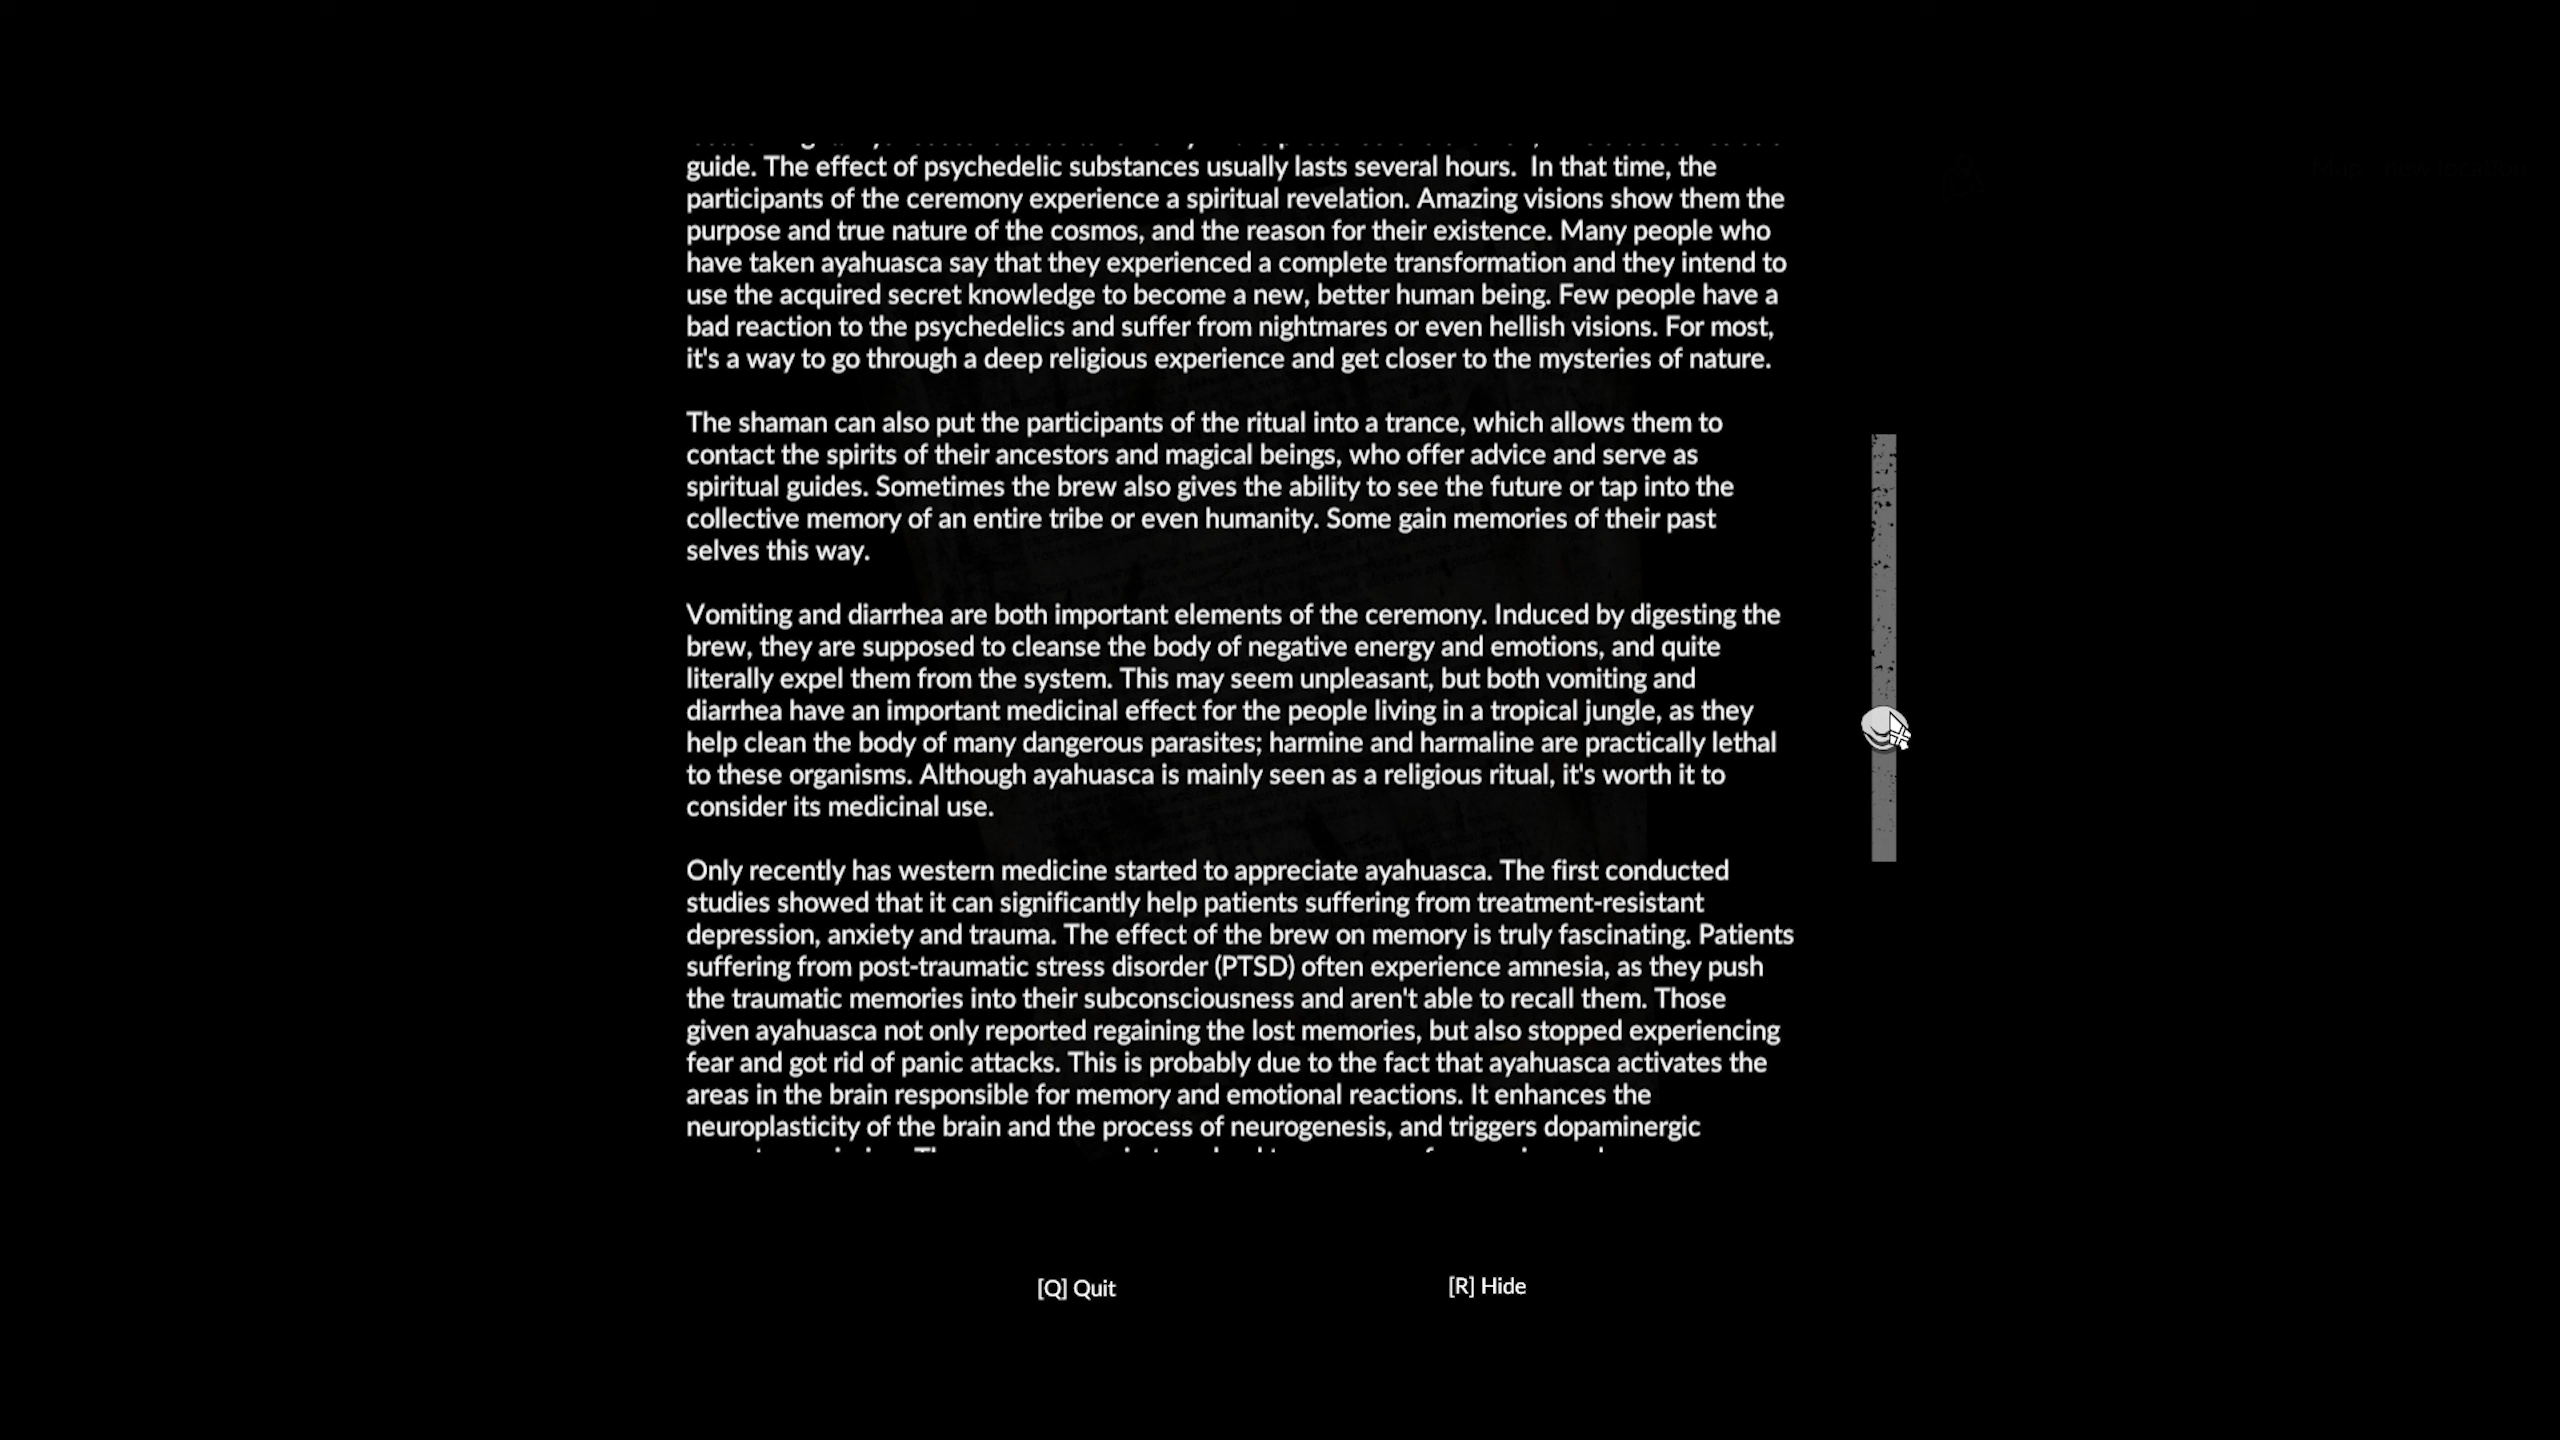 guide. The effect of psychedelic substances usually lasts several hours.  In that time, the
participants of the ceremony experience a spiritual revelation. Amazing visions show them the
purpose and true nature of the cosmos, and the reason for their existence. Many people who
have taken ayahuasca say that they experienced a complete transformation and they intend to
use the acquired secret knowledge to become a new, better human being. Few people have a
bad reaction to the psychedelics and suffer from nightmares or even hellish visions. For most,
it's a way to go through a deep religious experience and get closer to the mysteries of nature.
The shaman can also put the participants of the ritual into a trance, which allows them to
contact the spirits of their ancestors and magical beings, who offer advice and serve as
spiritual guides. Sometimes the brew also gives the ability to see the future or tap into the
collective memory of an entire tribe or even humanity. Some gain memories of their past
selves this way.
Vomiting and diarrhea are both important elements of the ceremony. Induced by digesting the
brew, they are supposed to cleanse the body of negative energy and emotions, and quite
literally expel them from the system. This may seem unpleasant, but both vomiting and
diarrhea have an important medicinal effect for the people living in a tropical jungle, as they
help clean the body of many dangerous parasites; harmine and harmaline are practically lethal
to these organisms. Although ayahuasca is mainly seen as a religious ritual, it's worth it to
consider its medicinal use.
Only recently has western medicine started to appreciate ayahuasca. The first conducted
studies showed that it can significantly help patients suffering from treatment-resistant
depression, anxiety and trauma. The effect of the brew on memory is truly fascinating. Patients
suffering from post-traumatic stress disorder (PTSD) often experience amnesia, as they push
the traumatic memories into their subconsciousness and aren't able to recall them. Those
given ayahuasca not only reported regaining the lost memories, but also stopped experiencing
fear and got rid of panic attacks. This is probably due to the fact that ayahuasca activates the
areas in the brain responsible for memory and emotional reactions. It enhances the
neuroplasticity of the brain and the process of neurogenesis, and triggers dopaminergic
[Q] Quit
[R] Hide